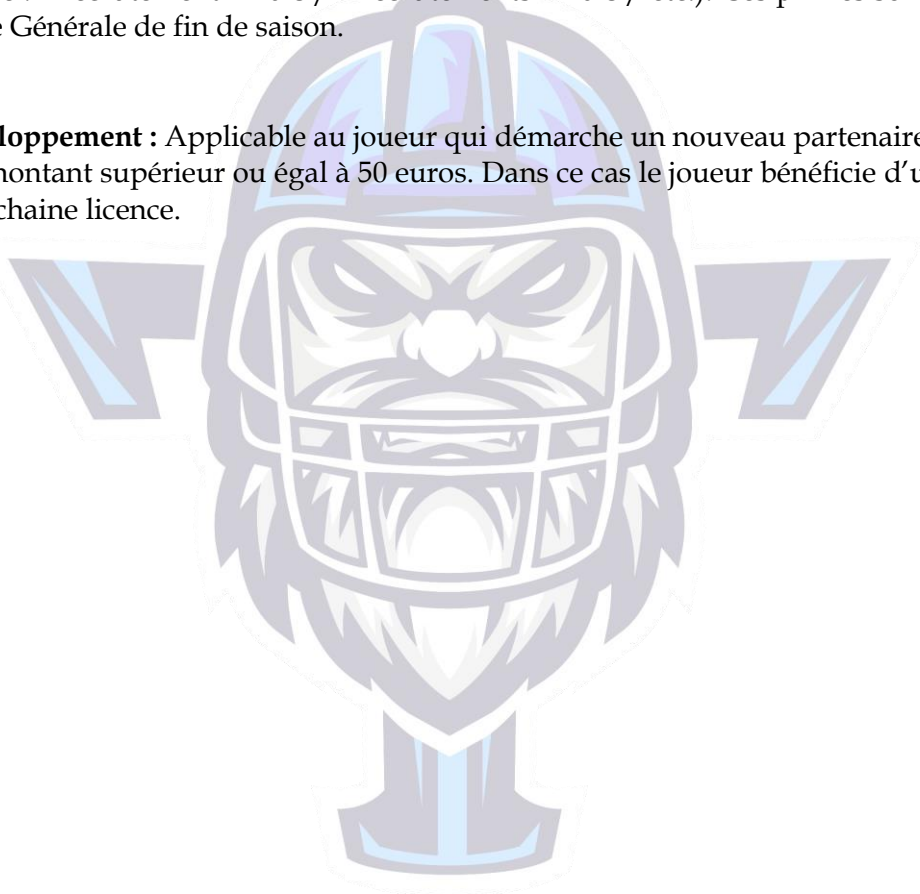 e Générale de fin de saison.
loppement : Applicable au joueur qui démarche un nouveau partenaire
montant supérieur ou égal à 50 euros. Dans ce cas le joueur bénéficie d'u
chaine licence.